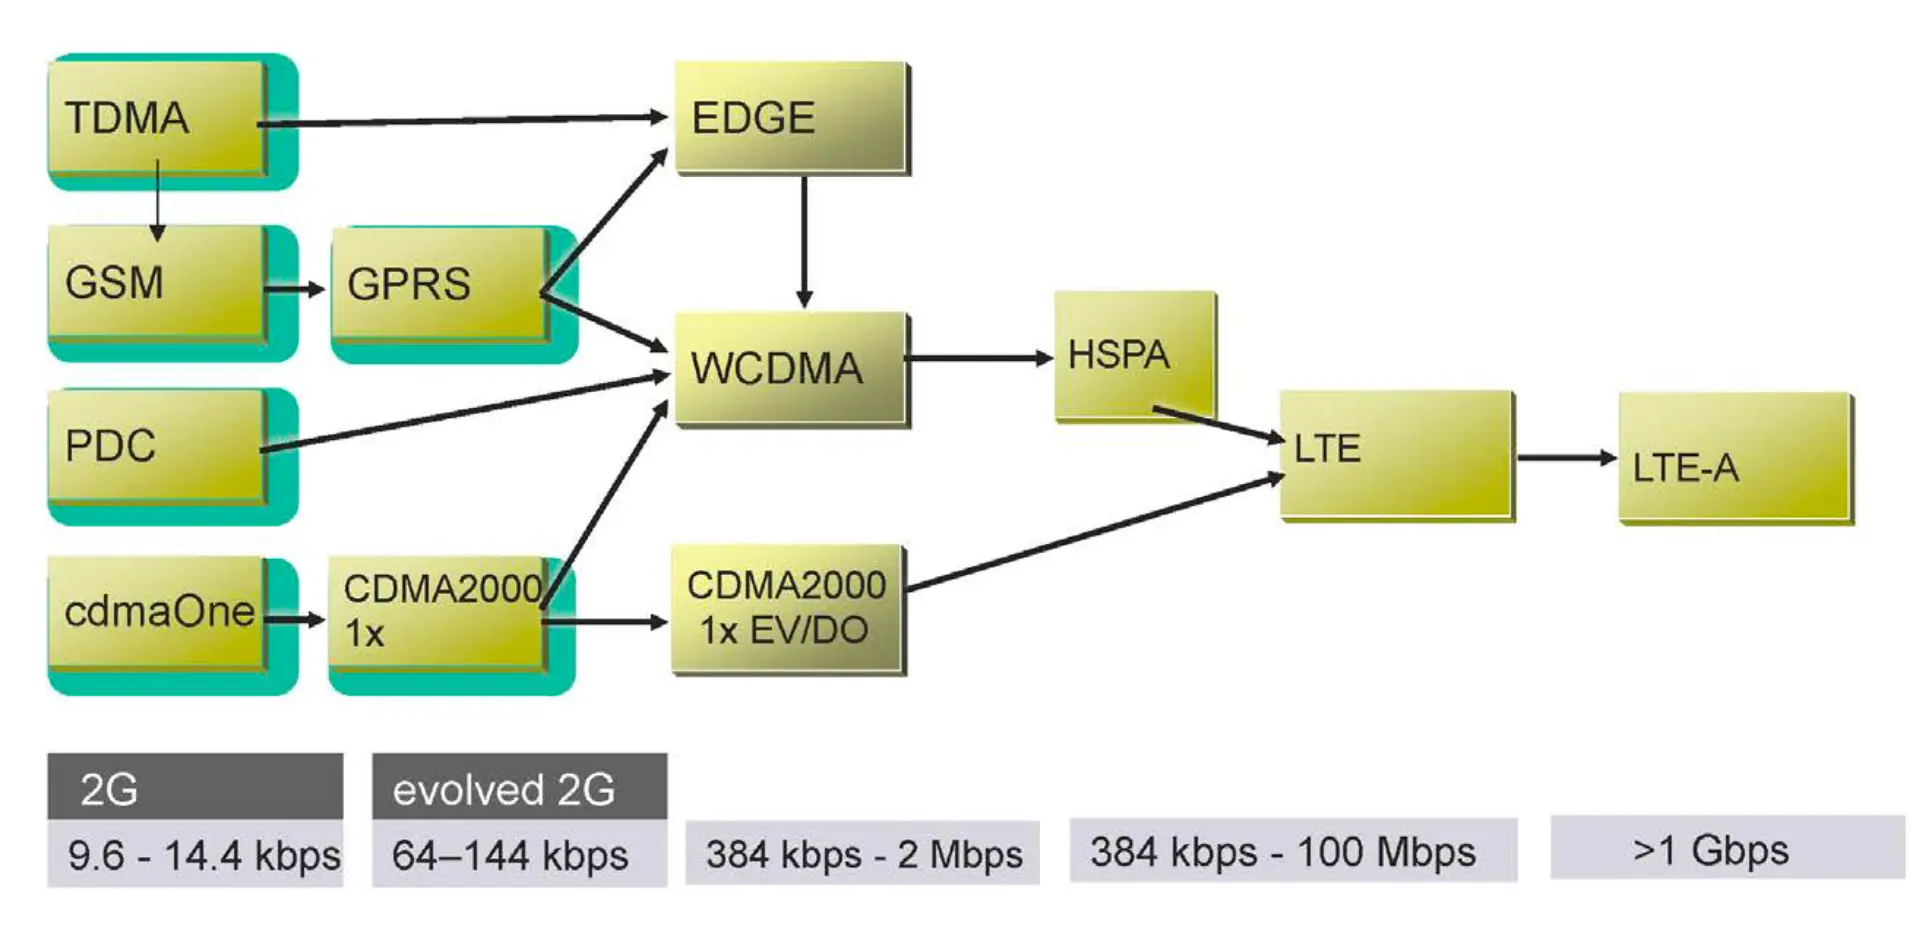 TDMA
EDGE
GSM
GPRS
WCDMA
HSPA
PDC
LTE
LTE-A
cdmaOne
CDMA2000
1x
CDMA2000
1x EV/DO
2G
evolved 2G
9.6 - 14.4 kbps
64–144 kbps
384 kbps - 2 Mbps
384 kbps - 100 Mbps
>1 Gbps